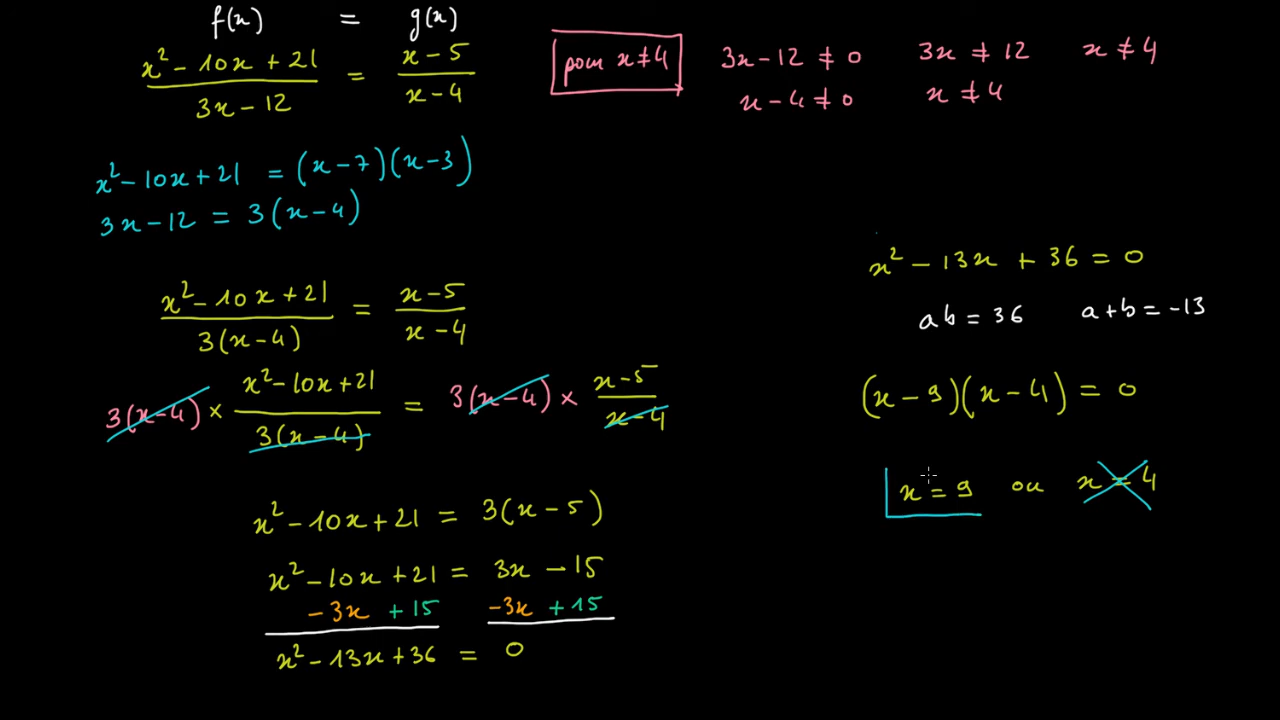 f(x) = g(x)
x² - 10x + 21 / 3x - 12 = x - 5 / x - 4
pour x ≠ 4
3x - 12 ≠ 0   3x ≠ 12   x ≠ 4
x - 4 ≠ 0   x ≠ 4
x² - 10x + 21 = (x - 7)(x - 3)
3x - 12 = 3(x - 4)
x² - 10x + 21 / 3(x - 4) = x - 5 / x - 4
3(x - 4) × x² - 10x + 21 / 3(x - 4) = 3(x - 4) × x - 5 / x - 4
x² - 10x + 21 = 3(x - 5)
x² - 10x + 21 = 3x - 15
- 3x + 15   - 3x + 15
x² - 13x + 36 = 0
x² - 13x + 36 = 0
ab = 36   a + b = -13
(x - 9)(x - 4) = 0
x = 9 ou x = 4